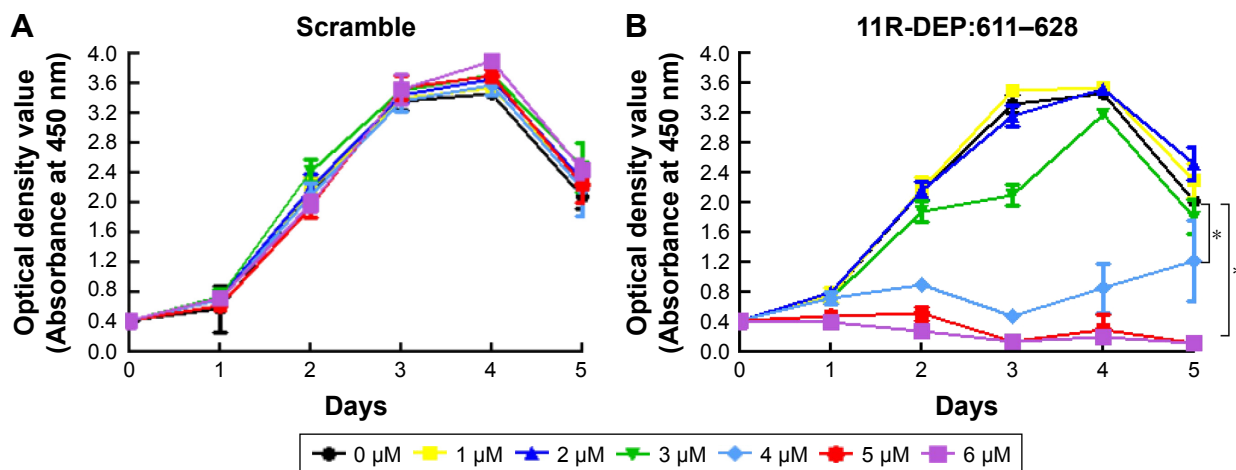 A
Scramble
Optical density value
(Absorbance at 450 nm)
4.0
3.6
3.2
2.8
2.4
2.0
1.6
1.2
0.8
0.4
0.0
0 1 2 3 4 5
Days
B
11R-DEP:611–628
Optical density value
(Absorbance at 450 nm)
4.0
3.6
3.2
2.8
2.4
2.0
1.6
1.2
0.8
0.4
0.0
0 1 2 3 4 5
Days
*
*
0 µM 1 µM 2 µM 3 µM 4 µM 5 µM 6 µM